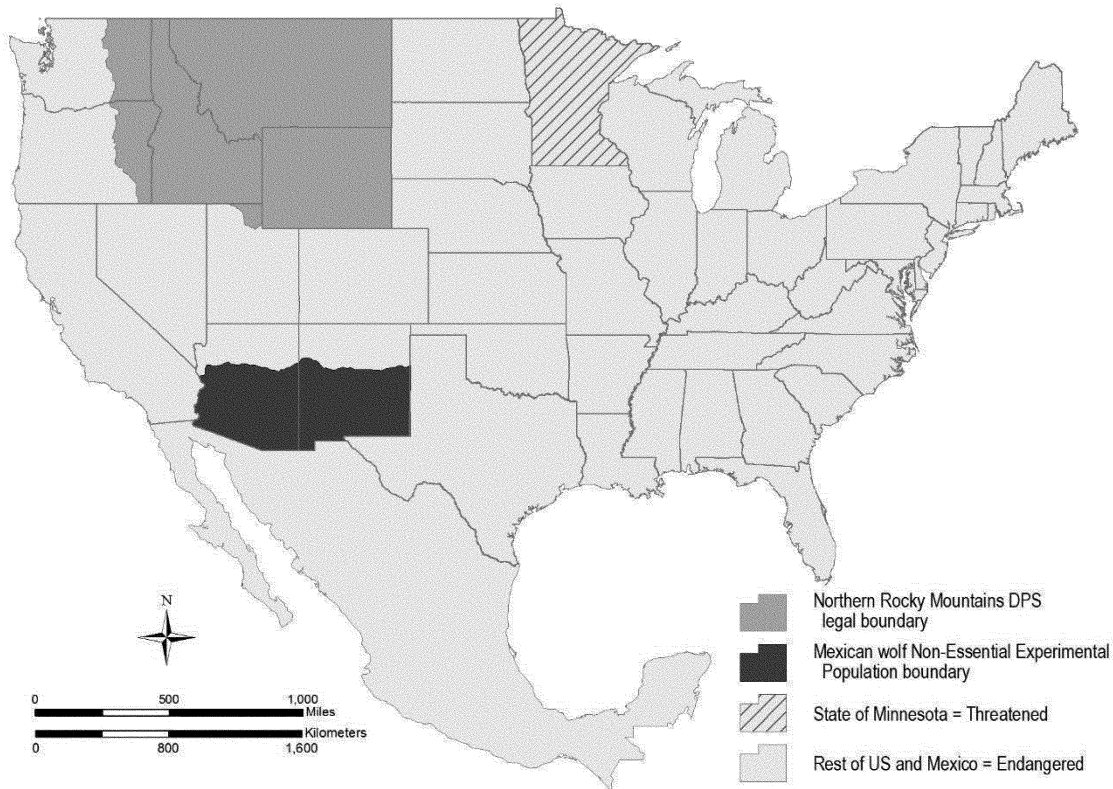 N
0 500 1,000
Miles
Kilometers
0 800 1,600
Northern Rocky Mountains DPS
legal boundary
Mexican wolf Non-Essential Experimental
Population boundary
State of Minnesota = Threatened
Rest of US and Mexico = Endangered